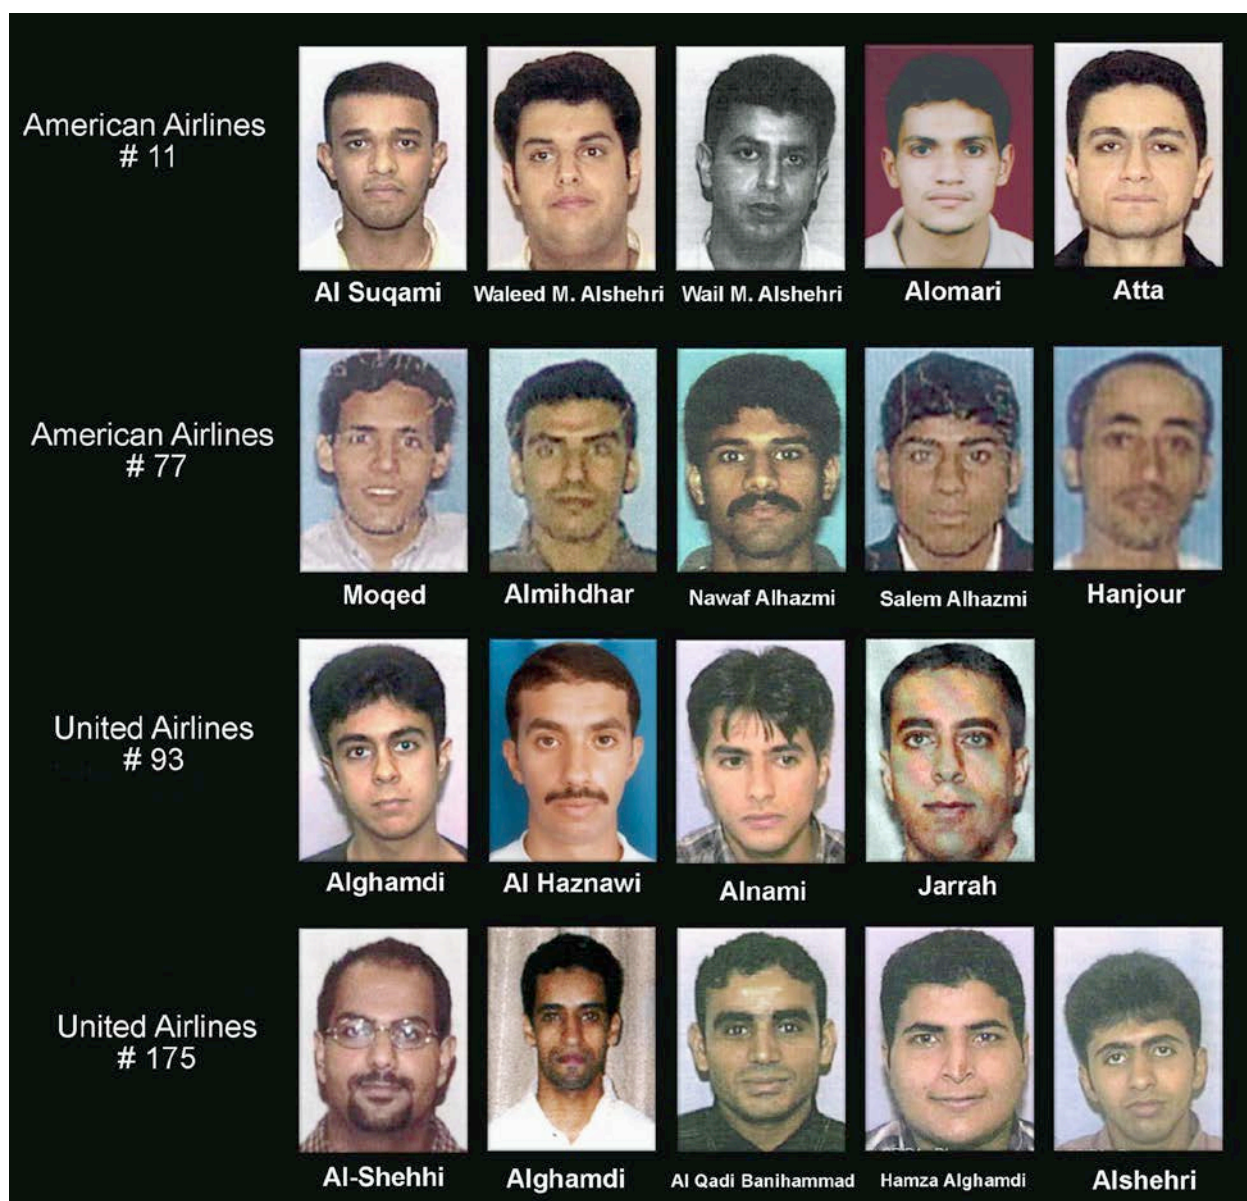 American Airlines
# 11
Al Suqami
Waleed M. Alshehri
Wail M. Alshehri
Alomari
Atta
American Airlines
# 77
Moqed
Almihdhar
Nawaf Alhazmi
Salem Alhazmi
Hanjour
United Airlines
# 93
Alghamdi
Al Haznawi
Alnami
Jarrah
United Airlines
# 175
Al-Shehhi
Alghamdi
Al Qadi Banihammad
Hamza Alghamdi
Alshehri